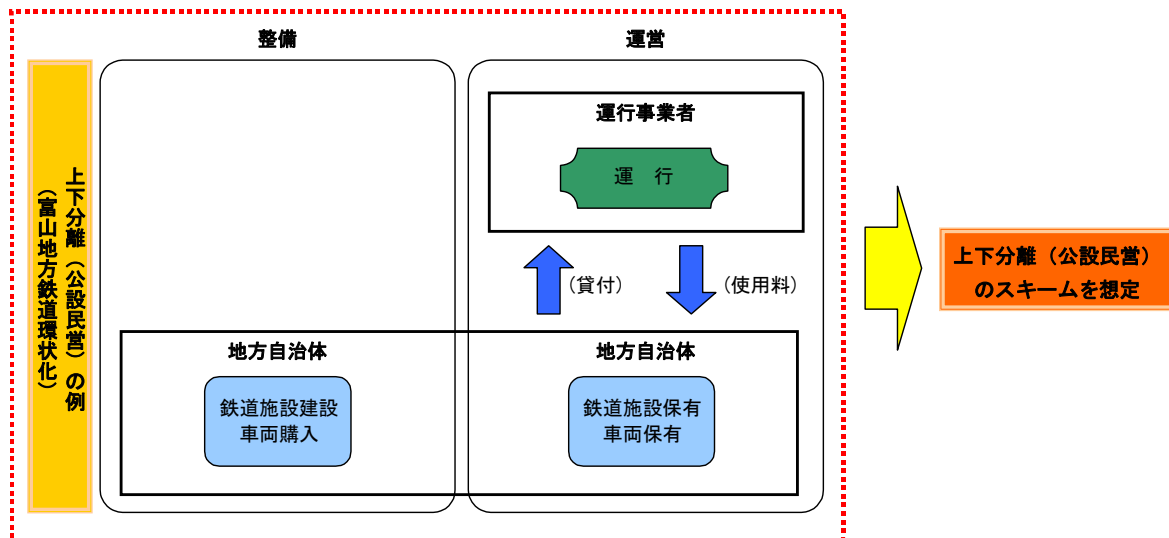 整備
運営
上下分離（公設民営）の例
（富山地方鉄道環状化）
運行事業者
運　行
（貸付）
（使用料）
地方自治体
鉄道施設建設
車両購入
地方自治体
鉄道施設保有
車両保有
上下分離（公設民営）
のスキームを想定